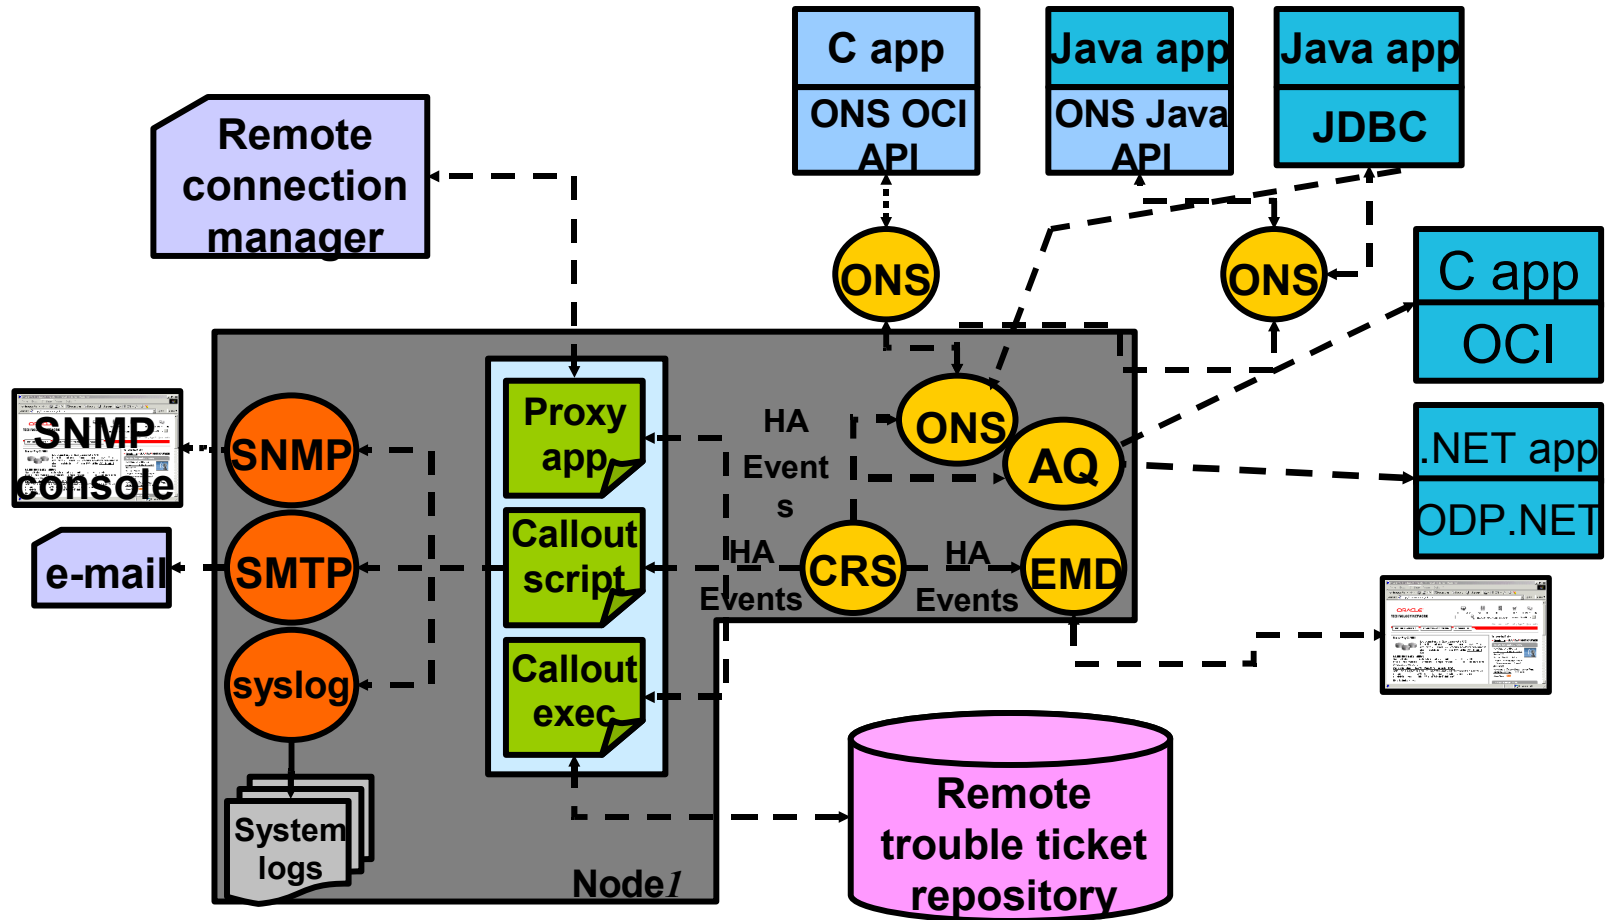 C app
ONS OCI
API
Java app
ONS Java
API
Java app
JDBC
Remote
connection
manager
ONS
ONS
C app
OCI
.NET app
ODP.NET
SNMP
console
e-mail
SNMP
SMTP
syslog
System
logs
Proxy
app
Callout
script
Callout
exec
HA
Event
s
HA
Events
CRS
HA
Events
ONS
AQ
EMD
ORACLE
Node1
Remote
trouble ticket
repository